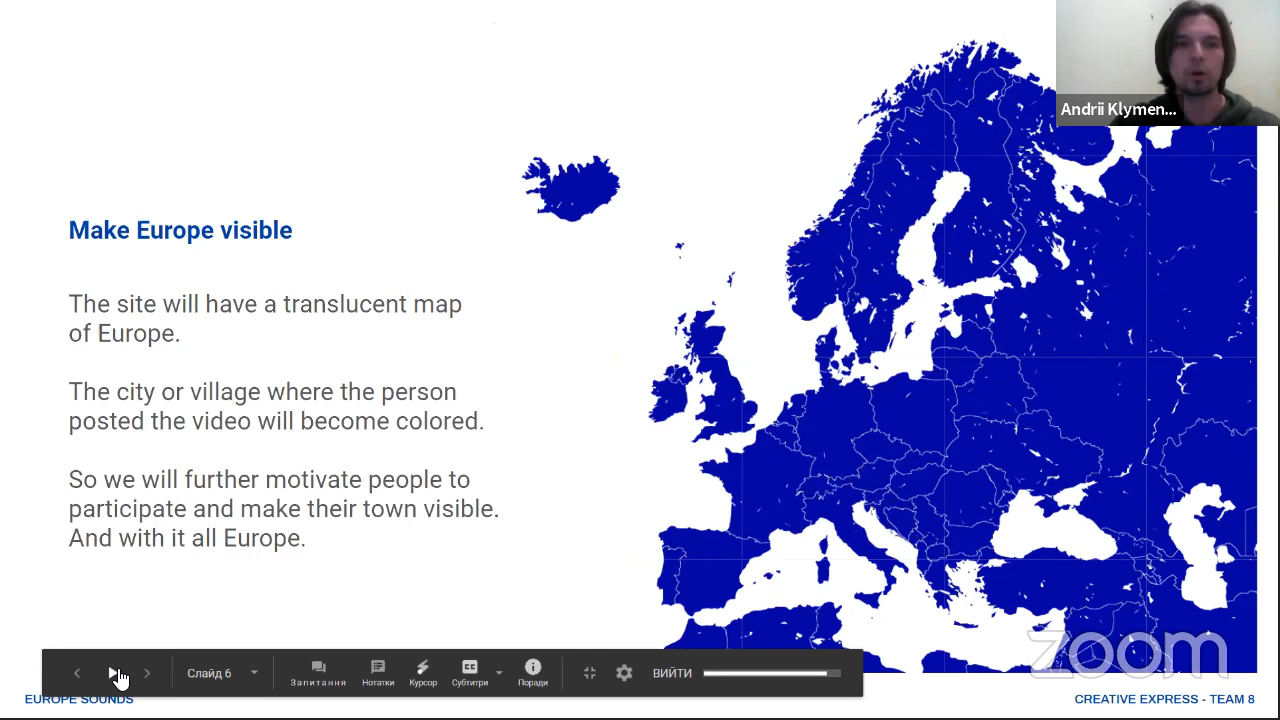 Andrii Klymen...
Make Europe visible
The site will have a translucent map
of Europe.
The city or village where the person
posted the video will become colored.
So we will further motivate people to
participate and make their town visible.
And with it all Europe.
zoom
Слайд 6
Запитання
Нотатки
Курсор
CC
Субтитри
Поради
ВИЙТИ
EUROPE SOUNDS
CREATIVE EXPRESS - TEAM 8